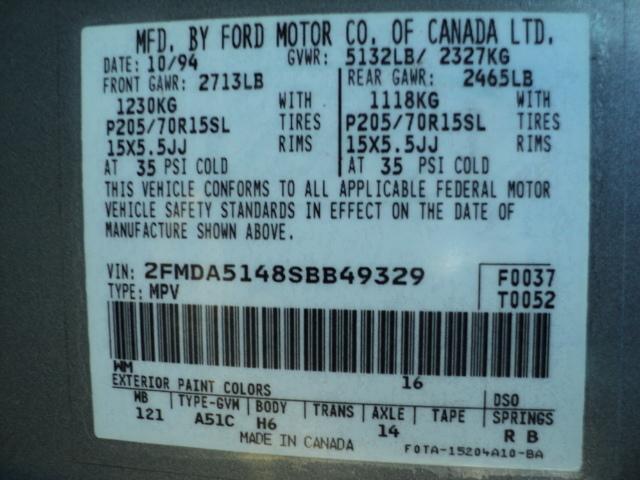 MFD. BY FORD MOTOR CO. OF CANADA LTD.
DATE: 10/94 GVWR: 5132LB/ 2327KG
FRONT GAWR: 2713LB REAR GAWR: 2465LB
1230KG WITH 1118KG WITH
P205/70R15SL TIRES P205/70R15SL TIRES
15X5.5JJ RIMS 15X5.5JJ RIMS
AT 35 PSI COLD AT 35 PSI COLD
THIS VEHICLE CONFORMS TO ALL APPLICABLE FEDERAL MOTOR
VEHICLE SAFETY STANDARDS IN EFFECT ON THE DATE OF
MANUFACTURE SHOWN ABOVE.
VIN: 2FMDA5148SBB49329 F0037
TYPE: MPV T0052
WM 16
EXTERIOR PAINT COLORS DSO
WB TYPE-GVM BODY TRANS AXLE TAPE SPRINGS
121 A51C H6 14 R B
MADE IN CANADA F0TA-15204A10-BA